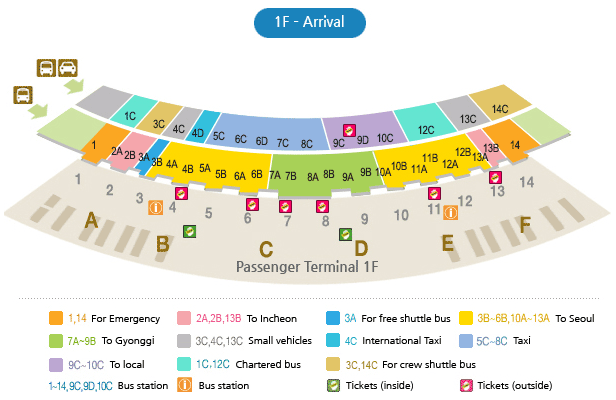 1F - Arrival
1C 3C 4C 4D 5C 6C 6D 7C 8C 9C 9D 10C 12C 13C 14C
1 2A 2B 3A 3B 4A 4B 5A 5B 6A 6B 7A 7B 8A 8B 9A 9B 10A 10B 11A 11B 12A 12B 13A 13B 14
1 2 3 4 5 6 7 8 9 10 11 12 13 14
A B C D E F
Passenger Terminal 1F
1,14 For Emergency 2A,2B,13B To Incheon 3A For free shuttle bus 3B~6B,10A~13A To Seoul
7A~9B To Gyonggi 3C,4C,13C Small vehicles 4C International Taxi 5C~8C Taxi
9C~10C To local 1C,12C Chartered bus 3C,14C For crew shuttle bus
1~14,9C,9D,10C Bus station Bus station Tickets (inside) Tickets (outside)